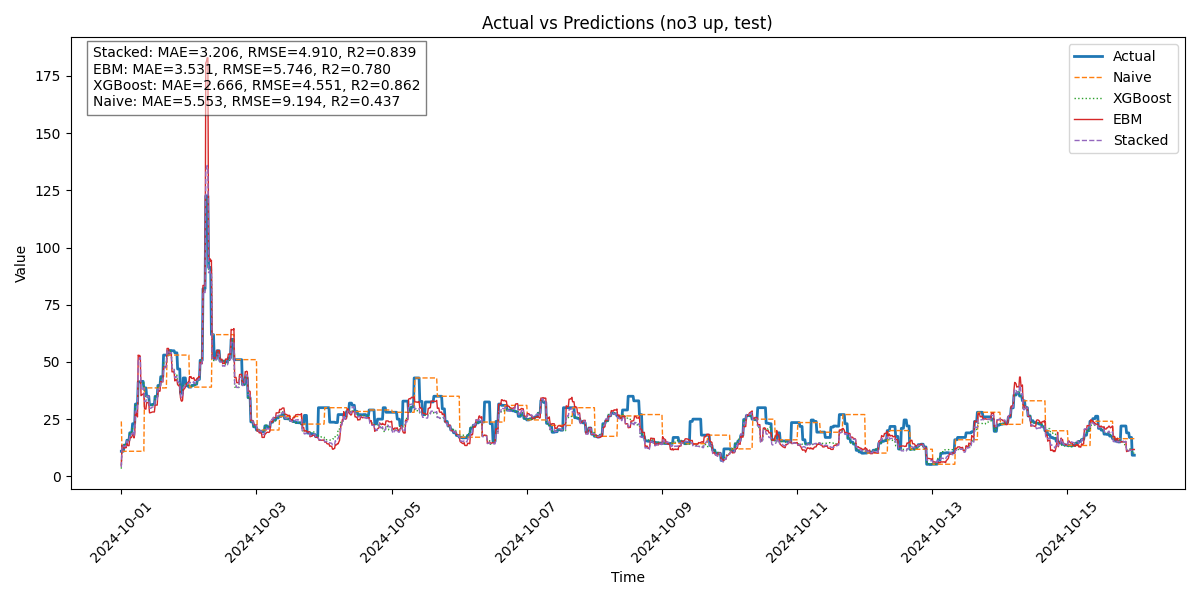 Actual vs Predictions (no3 up, test)
Stacked: MAE=3.206, RMSE=4.910, R2=0.839
EBM: MAE=3.531, RMSE=5.746, R2=0.780
XGBoost: MAE=2.666, RMSE=4.551, R2=0.862
Naive: MAE=5.553, RMSE=9.194, R2=0.437
Actual
Naive
XGBoost
EBM
Stacked
Value
175
150
125
100
75
50
25
0
2024-10-01
2024-10-03
2024-10-05
2024-10-07
2024-10-09
2024-10-11
2024-10-13
2024-10-15
Time